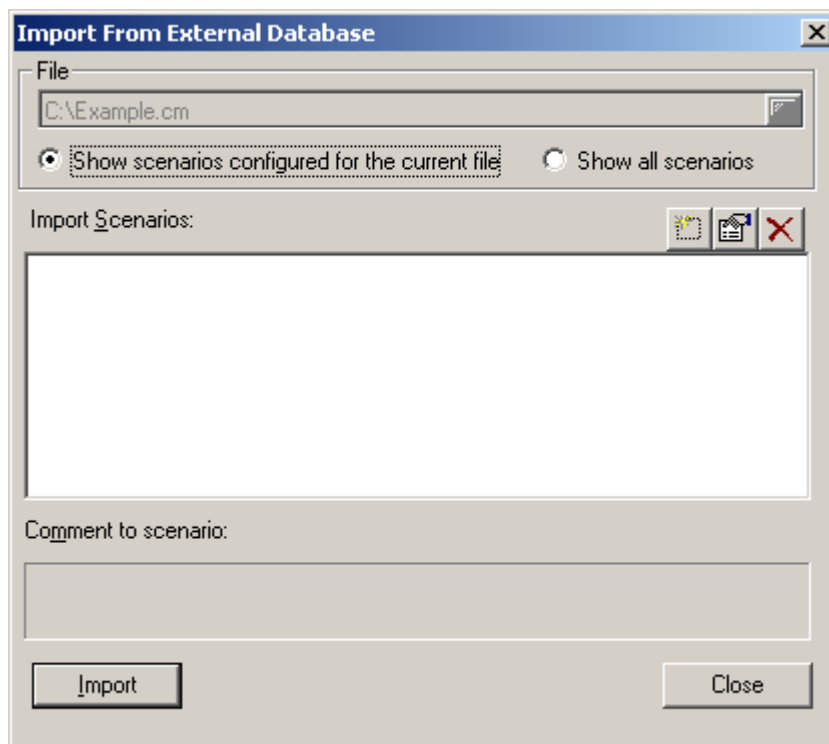 Import From External Database
File
C:\Example.cm
Show scenarios configured for the current file
Show all scenarios
Import Scenarios:
Comment to scenario:
Import
Close